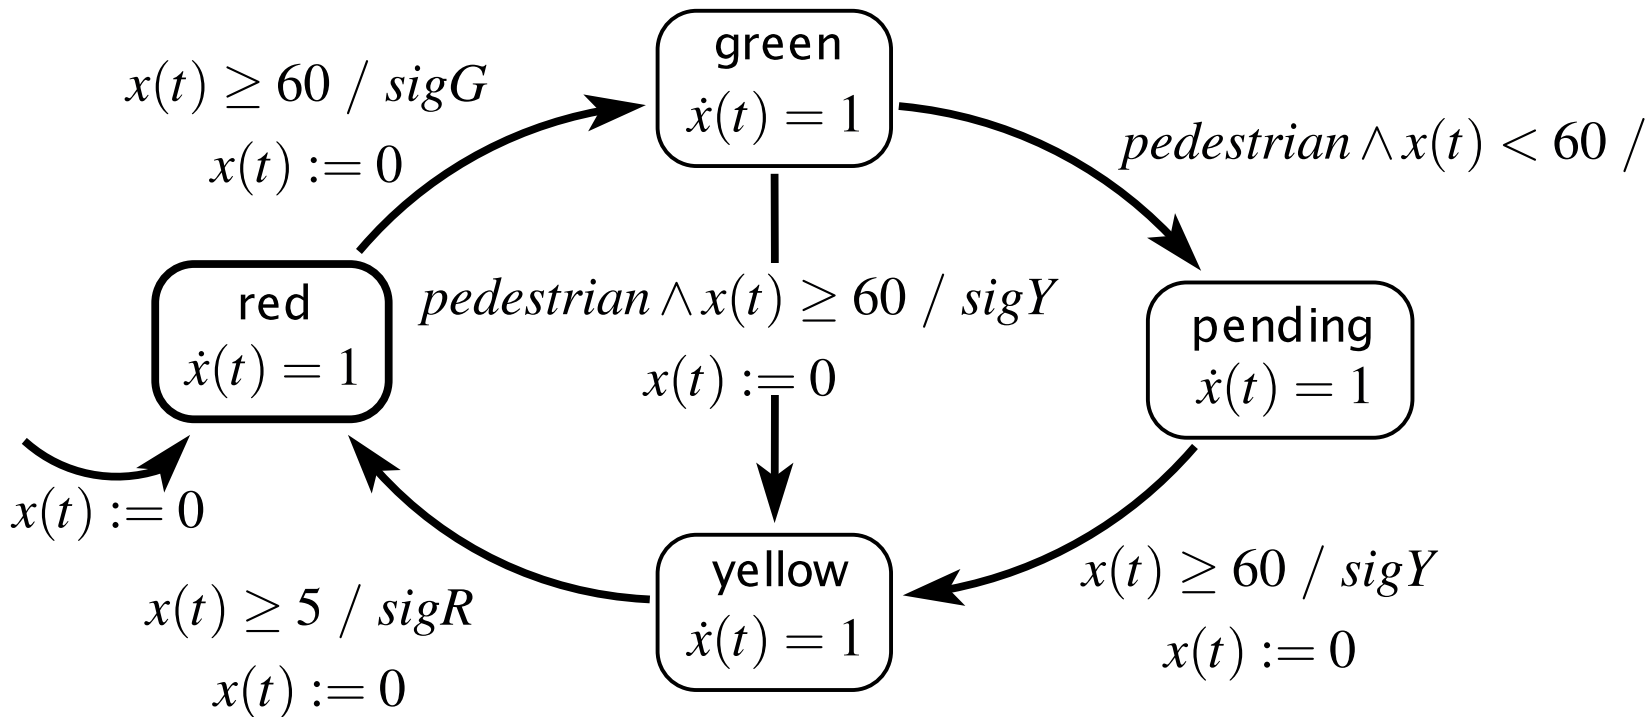 green
ẋ(t) = 1
x(t) ≥ 60 / sigG
x(t) := 0
pedestrian ∧ x(t) < 60 /
red
ẋ(t) = 1
pedestrian ∧ x(t) ≥ 60 / sigY
x(t) := 0
pending
ẋ(t) = 1
x(t) := 0
yellow
ẋ(t) = 1
x(t) ≥ 60 / sigY
x(t) := 0
x(t) ≥ 5 / sigR
x(t) := 0